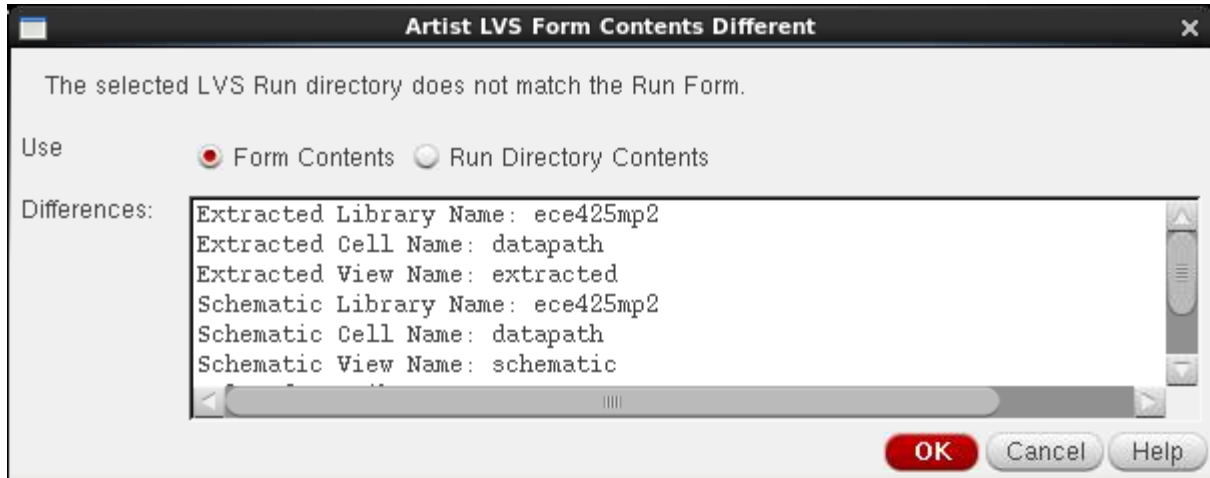 Artist LVS Form Contents Different
The selected LVS Run directory does not match the Run Form.
Use Form Contents Run Directory Contents
Differences: Extracted Library Name: ece425mp2
Extracted Cell Name: datapath
Extracted View Name: extracted
Schematic Library Name: ece425mp2
Schematic Cell Name: datapath
Schematic View Name: schematic
OK Cancel Help